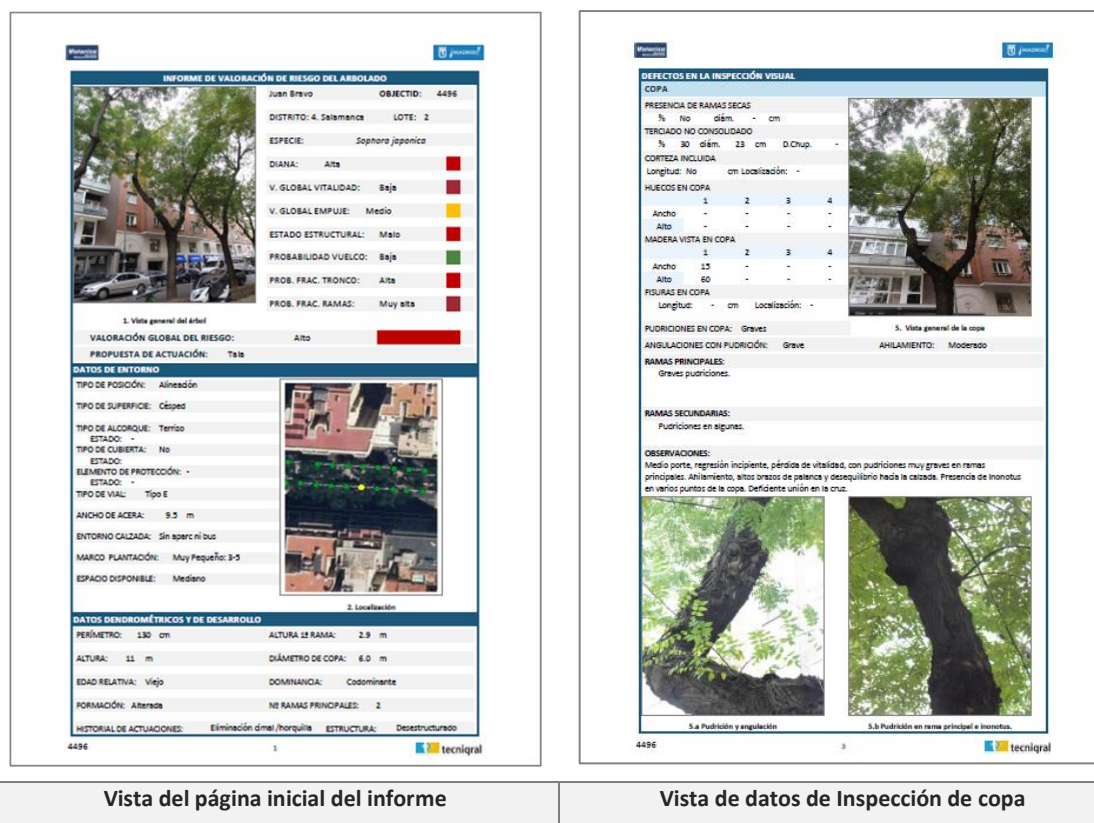 ¡MADRID!
INFORME DE VALORACIÓN DE RIESGO DEL ARBOLADO
Juan Bravo OBJECTID: 4496
DISTRITO: 4. Salamanca LOTE: 2
ESPECIE: Sophora japonica
DIANA: Alta
V. GLOBAL VITALIDAD: Baja
V. GLOBAL EMPUJE: Medio
ESTADO ESTRUCTURAL: Malo
PROBABILIDAD VUELCO: Baja
PROB. FRAC. TRONCO: Alta
PROB. FRAC. RAMAS: Muy alta
1. Vista general del árbol
VALORACIÓN GLOBAL DEL RIESGO: Alto
PROPUESTA DE ACTUACIÓN: Tala
DATOS DE ENTORNO
TIPO DE POSICIÓN: Alineación
TIPO DE SUPERFICIE: Césped
TIPO DE ALCORQUE: Terrizo
ESTADO: -
TIPO DE CUBIERTA: No
ESTADO:
ELEMENTO DE PROTECCIÓN: -
ESTADO: -
TIPO DE VIAL: Tipo E
ANCHO DE ACERA: 9.5 m
ENTORNO CALZADA: Sin aparc ni bus
MARCO PLANTACIÓN: Muy Pequeño: 3-5
ESPACIO DISPONIBLE: Mediano
2. Localización
DATOS DENDROMÉTRICOS Y DE DESARROLLO
PERÍMETRO: 130 cm ALTURA 1ª RAMA: 2.9 m
ALTURA: 11 m DIÁMETRO DE COPA: 6.0 m
EDAD RELATIVA: Viejo DOMINANCIA: Codominante
FORMACIÓN: Alterada Nº RAMAS PRINCIPALES: 2
HISTORIAL DE ACTUACIONES: Eliminación cimal /horquilla ESTRUCTURA: Desestructurado
4496 1 tecniqral
Vista del página inicial del informe
¡MADRID!
DEFECTOS EN LA INSPECCIÓN VISUAL
COPA
PRESENCIA DE RAMAS SECAS
% No diám. - cm
TERCIADO NO CONSOLIDADO
% 30 diám. 23 cm D.Chup. -
CORTEZA INCLUIDA
Longitud: No cm Localización: -
HUECOS EN COPA
1 2 3 4
Ancho - - - -
Alto - - - -
MADERA VISTA EN COPA
1 2 3 4
Ancho 15 - - -
Alto 60 - - -
FISURAS EN COPA
Longitud: - cm Localización: -
PUDRICIONES EN COPA: Graves
5. Vista general de la copa
ANGULACIONES CON PUDRICIÓN: Grave AHILAMIENTO: Moderado
RAMAS PRINCIPALES:
Graves pudriciones.
RAMAS SECUNDARIAS:
Pudriciones en algunas.
OBSERVACIONES:
Medio porte, regresión incipiente, pérdida de vitalidad, con pudriciones muy graves en ramas
principales. Ahilamiento, altos brazos de palanca y desequilibrio hacia la calzada. Presencia de inonotus
en varios puntos de la copa. Deficiente unión en la cruz.
5.a Pudrición y angulación
5.b Pudrición en rama principal e inonotus.
4496 3 tecniqral
Vista de datos de Inspección de copa